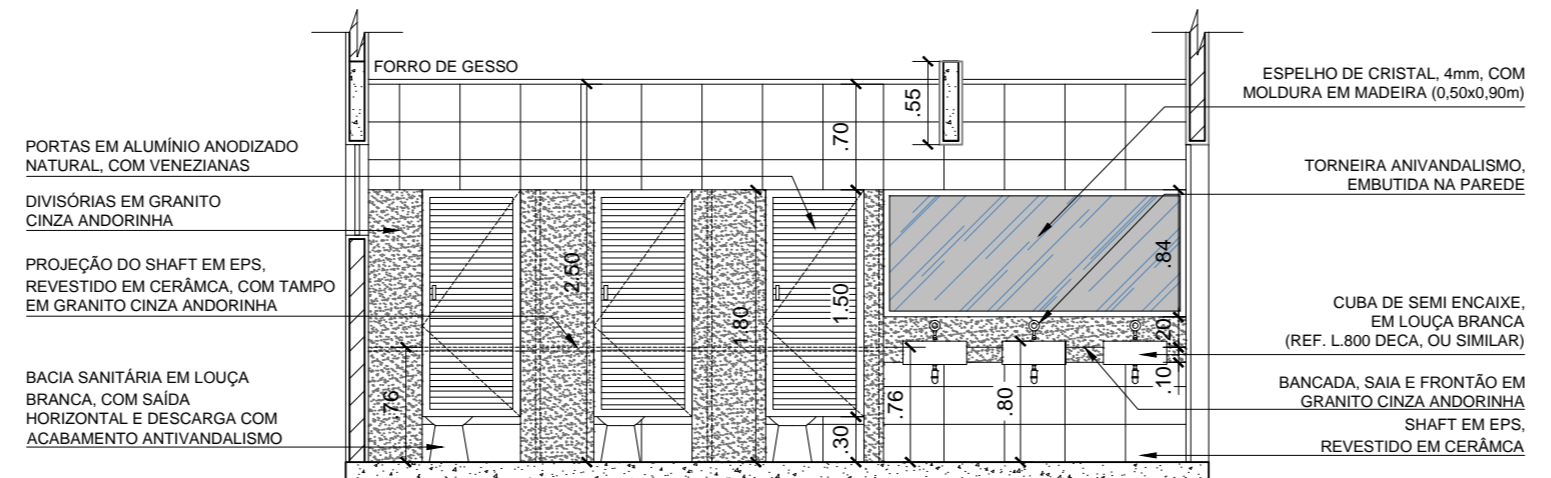 FORRO DE GESSO
PORTAS EM ALUMÍNIO ANODIZADO
NATURAL, COM VENEZIANAS
DIVISÓRIAS EM GRANITO
CINZA ANDORINHA
PROJEÇÃO DO SHAFT EM EPS,
REVESTIDO EM CERÂMCA, COM TAMPO
EM GRANITO CINZA ANDORINHA
BACIA SANITÁRIA EM LOUÇA
BRANCA, COM SAÍDA
HORIZONTAL E DESCARGA COM
ACABAMENTO ANTIVANDALISMO
.76
2.50
1.80
.70
1.50
.30
.55
.76
.80
.84
.20
.10
ESPELHO DE CRISTAL, 4mm, COM
MOLDURA EM MADEIRA (0,50x0,90m)
TORNEIRA ANIVANDALISMO,
EMBUTIDA NA PAREDE
CUBA DE SEMI ENCAIXE,
EM LOUÇA BRANCA
(REF. L.800 DECA, OU SIMILAR)
BANCADA, SAIA E FRONTÃO EM
GRANITO CINZA ANDORINHA
SHAFT EM EPS,
REVESTIDO EM CERÂMCA